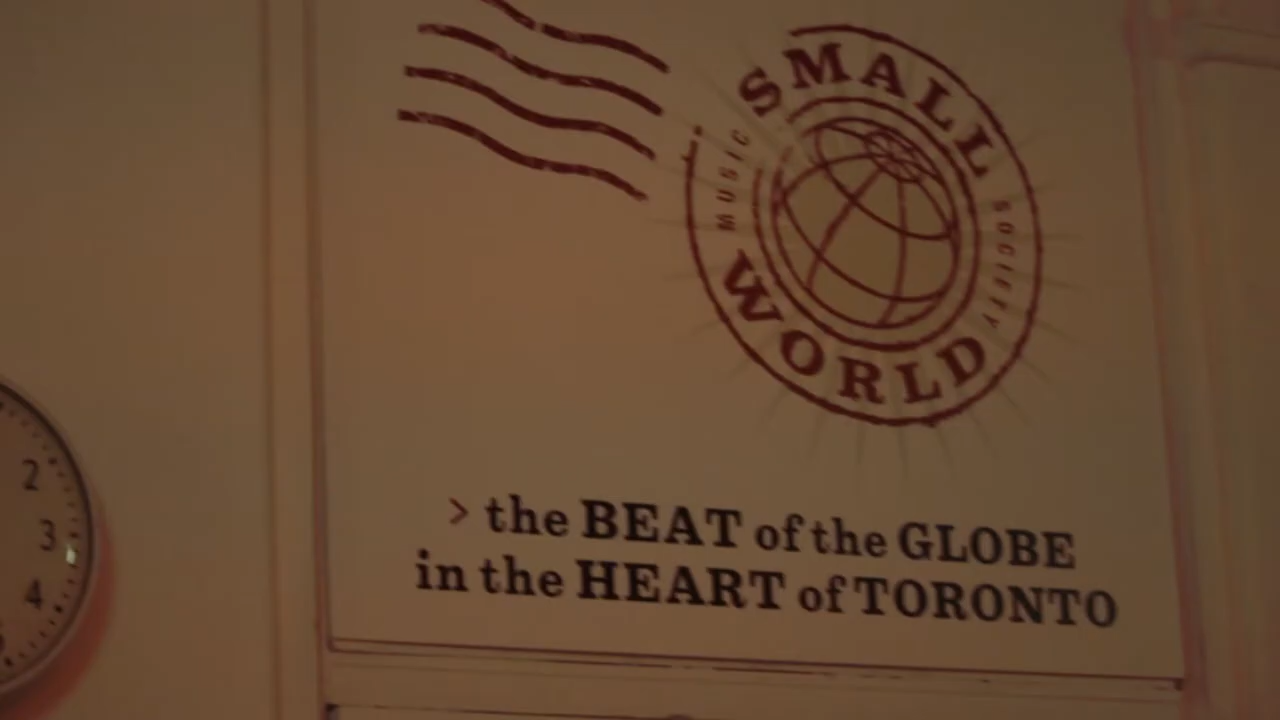 SMALL
MUSIC
SOCIETY
WORLD
> the BEAT of the GLOBE
in the HEART of TORONTO
2
3
4